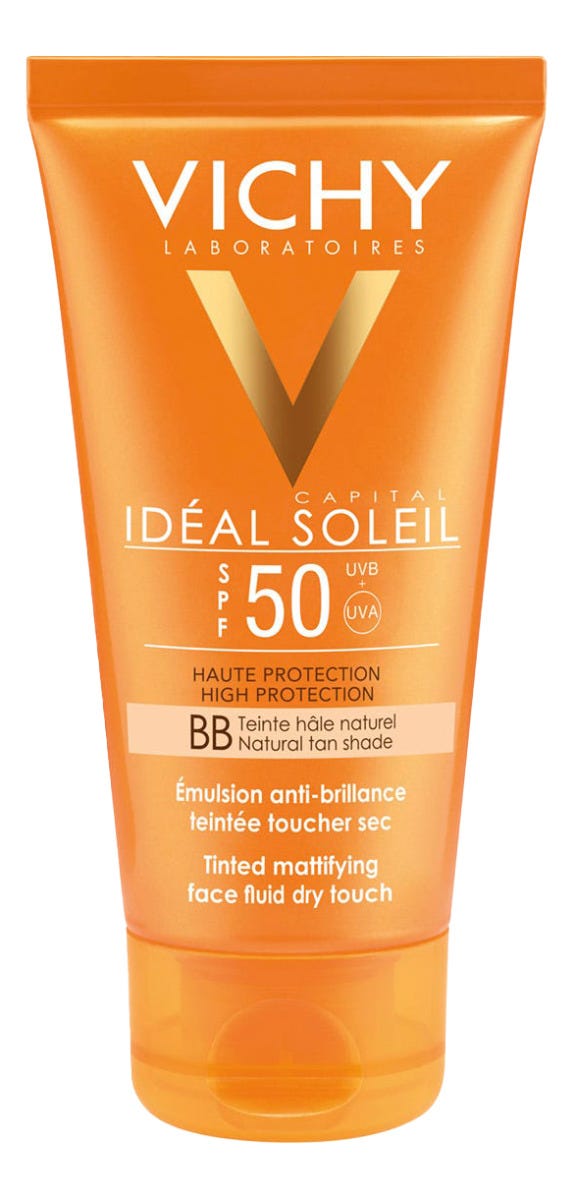 VICHY
LABORATOIRES
CAPITAL
IDÉAL SOLEIL
SPF 50 UVB + UVA
HAUTE PROTECTION
HIGH PROTECTION
BB Teinte hâle naturel
Natural tan shade
Émulsion anti-brillance
teintée toucher sec
Tinted mattifying
face fluid dry touch